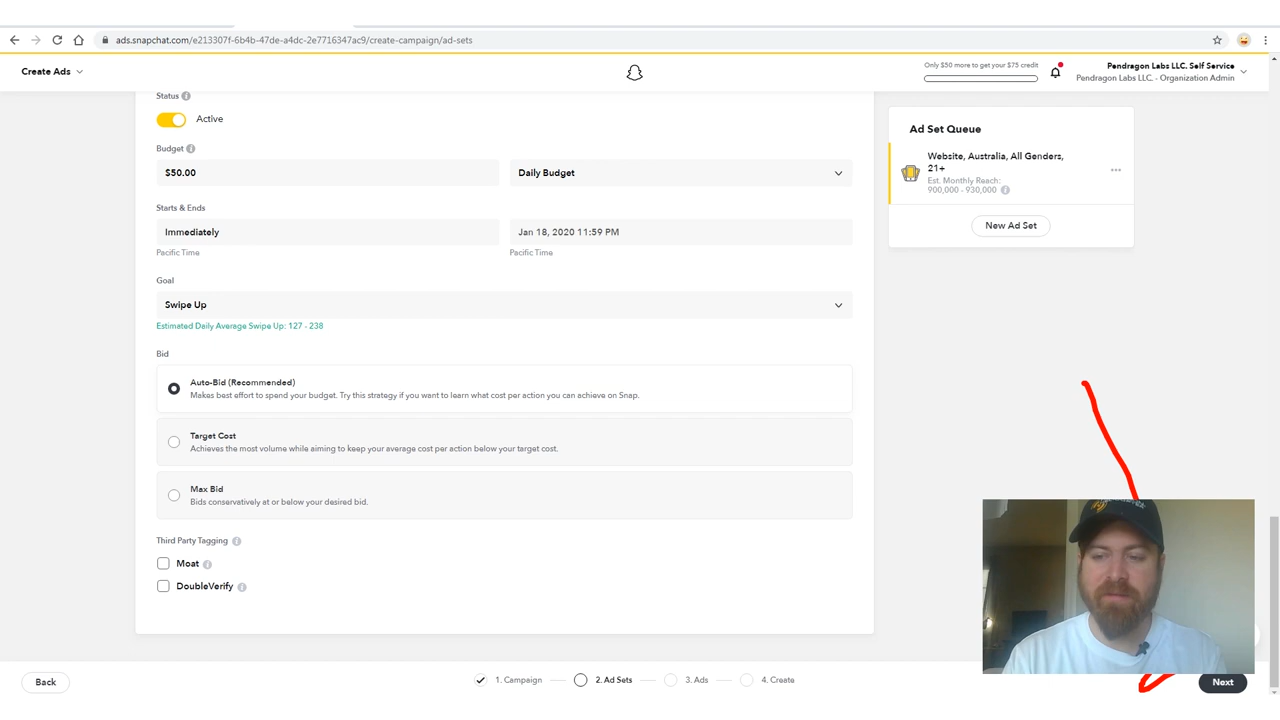 ads.snapchat.com/e213307f-6b4b-47de-a4dc-2e7716347ac9/create-campaign/ad-sets
Create Ads
Only $50 more to get your $75 credit
Pendragon Labs LLC. Self Service
Pendragon Labs LLC. - Organization Admin
Status
Active
Budget
$50.00
Daily Budget
Starts & Ends
Immediately
Jan 18, 2020 11:59 PM
Pacific Time
Pacific Time
Goal
Swipe Up
Estimated Daily Average Swipe Up: 127 - 238
Bid
Auto-Bid (Recommended)
Makes best effort to spend your budget. Try this strategy if you want to learn what cost per action you can achieve on Snap.
Target Cost
Achieves the most volume while aiming to keep your average cost per action below your target cost.
Max Bid
Bids conservatively at or below your desired bid.
Third Party Tagging
Moat
DoubleVerify
Ad Set Queue
Website, Australia, All Genders,
21+
Est. Monthly Reach:
900,000 - 930,000
New Ad Set
Back
1. Campaign
2. Ad Sets
3. Ads
4. Create
Next